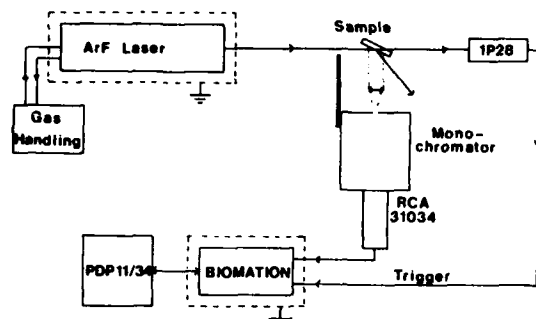 Sample
ArF Laser
1P28
Gas
Handling
Mono-
chromator
RCA
31034
PDP11/34
BIOMATION
Trigger